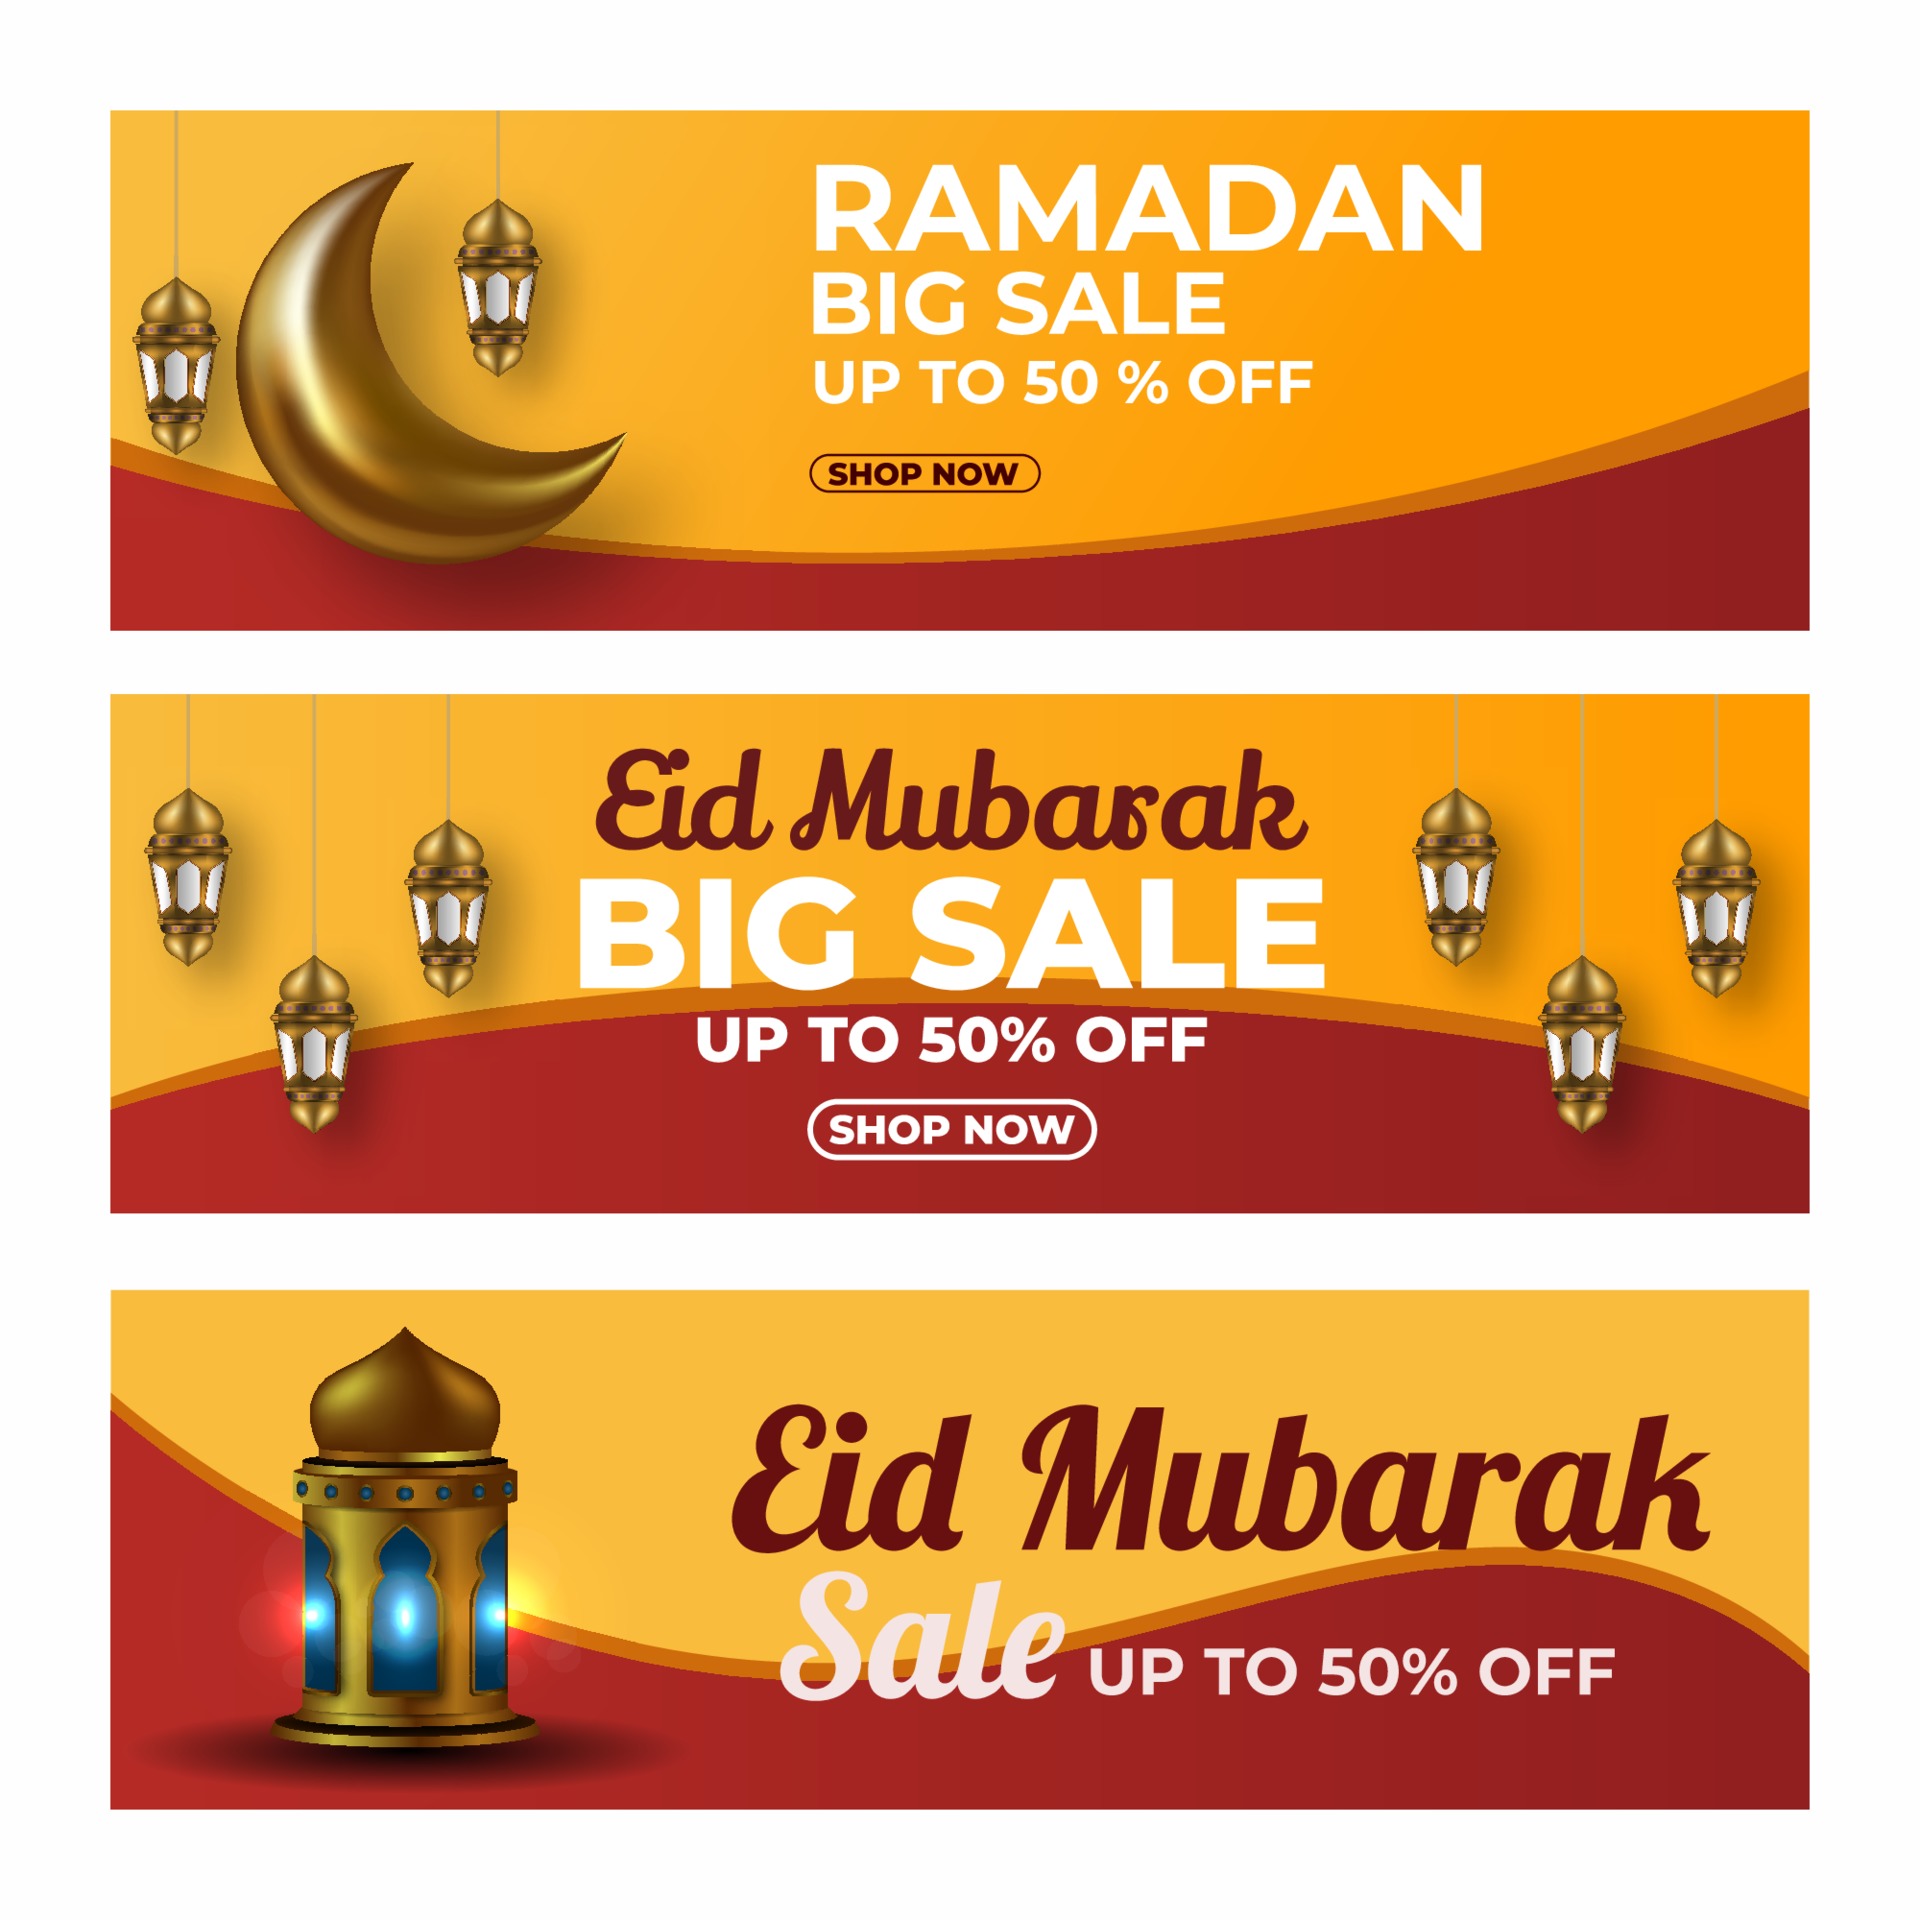 RAMADAN
BIG SALE
UP TO 50 % OFF
SHOP NOW
Eid Mubarak
BIG SALE
UP TO 50% OFF
SHOP NOW
Eid Mubarak
Sale UP TO 50% OFF